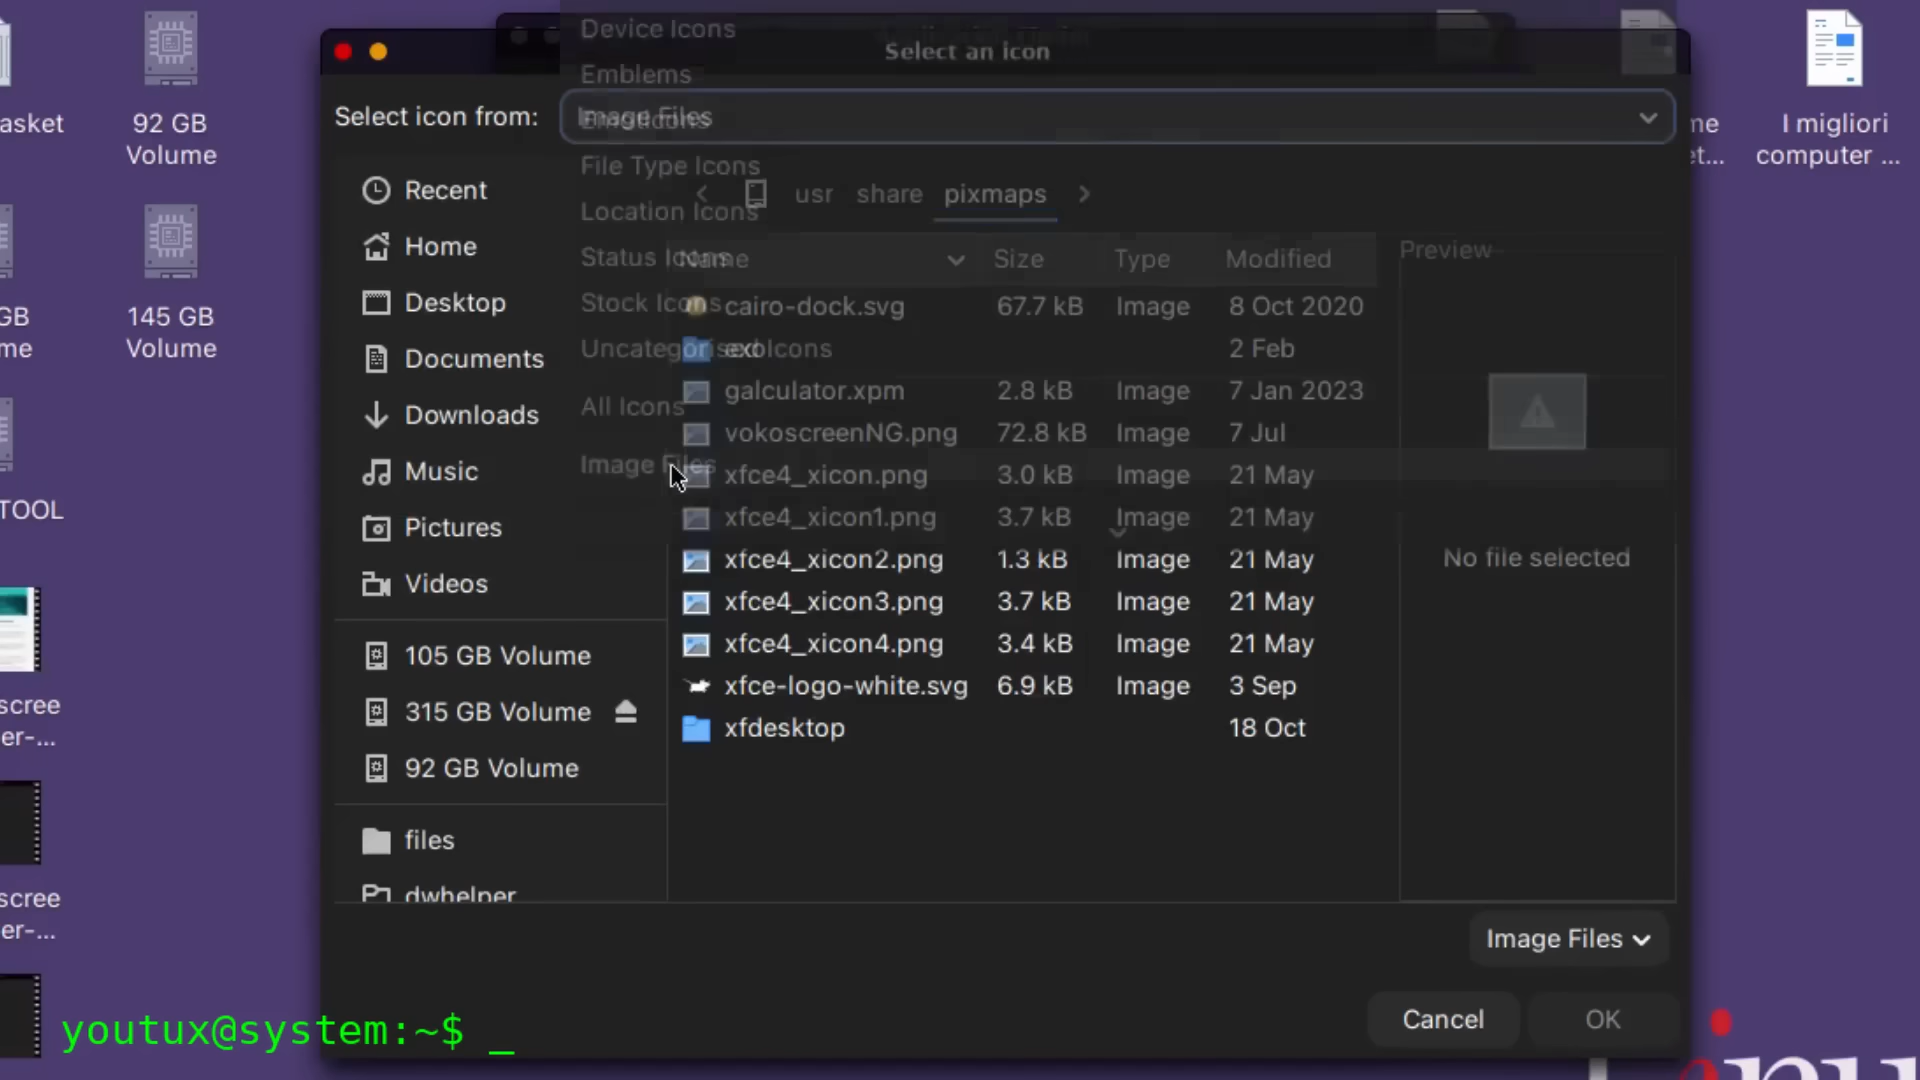 Device Icons
Select an icon
Emblems
Select icon from:
Image Files
Emoticons
File Type Icons
Location Icons
Status Icons
Stock Icons
All Icons
Image Files
usr share pixmaps
Recent
Home
Desktop
Documents
Downloads
Music
Pictures
Videos
105 GB Volume
315 GB Volume
92 GB Volume
files
dwhelper
Name Size Type Modified
cairo-dock.svg 67.7 kB Image 8 Oct 2020
2 Feb
galculator.xpm 2.8 kB Image 7 Jan 2023
vokoscreenNG.png 72.8 kB Image 7 Jul
xfce4_xicon.png 3.0 kB Image 21 May
xfce4_xicon1.png 3.7 kB Image 21 May
xfce4_xicon2.png 1.3 kB Image 21 May
xfce4_xicon3.png 3.7 kB Image 21 May
xfce4_xicon4.png 3.4 kB Image 21 May
xfce-logo-white.svg 6.9 kB Image 3 Sep
xfdesktop 18 Oct
Preview
No file selected
Image Files
Cancel
OK
asket
92 GB
Volume
GB
me
145 GB
Volume
TOOL
scree
er-...
scree
er-...
me
et...
I migliori
computer ...
youtux@system:~$ _